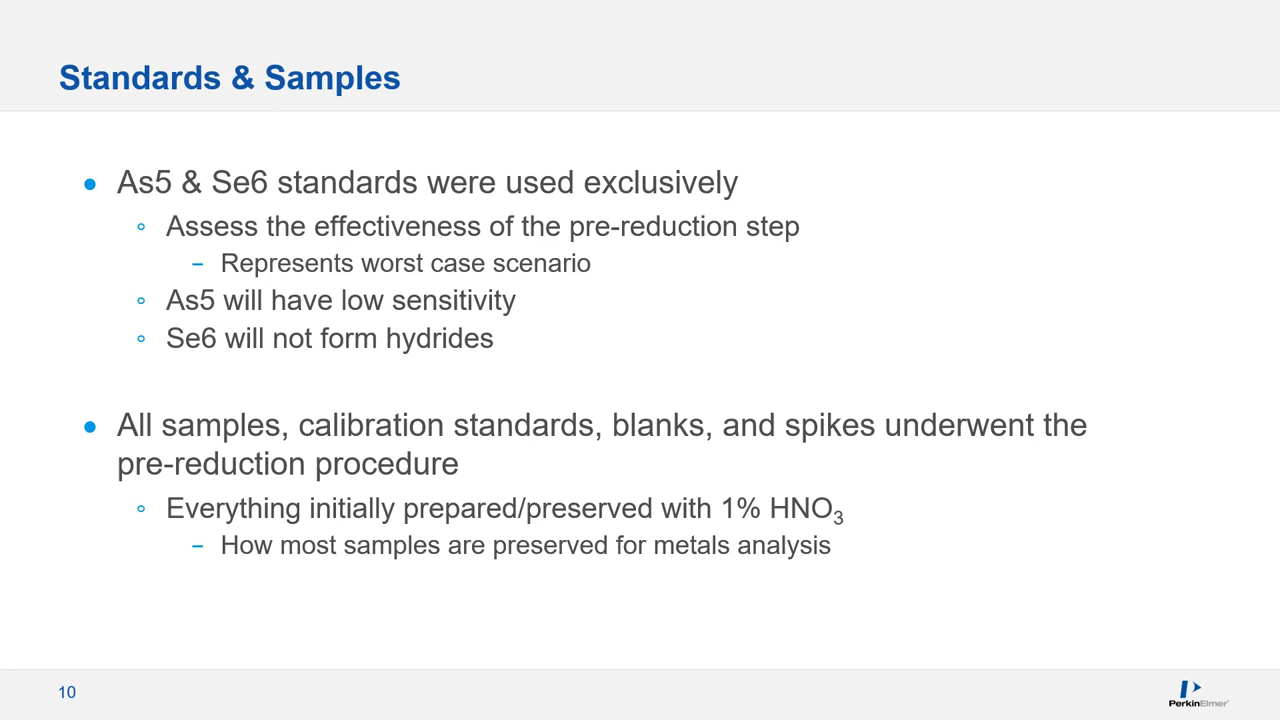 Standards & Samples
• As5 & Se6 standards were used exclusively
◦ Assess the effectiveness of the pre-reduction step
– Represents worst case scenario
◦ As5 will have low sensitivity
◦ Se6 will not form hydrides
• All samples, calibration standards, blanks, and spikes underwent the
pre-reduction procedure
◦ Everything initially prepared/preserved with 1% HNO₃
– How most samples are preserved for metals analysis
10
PerkinElmer